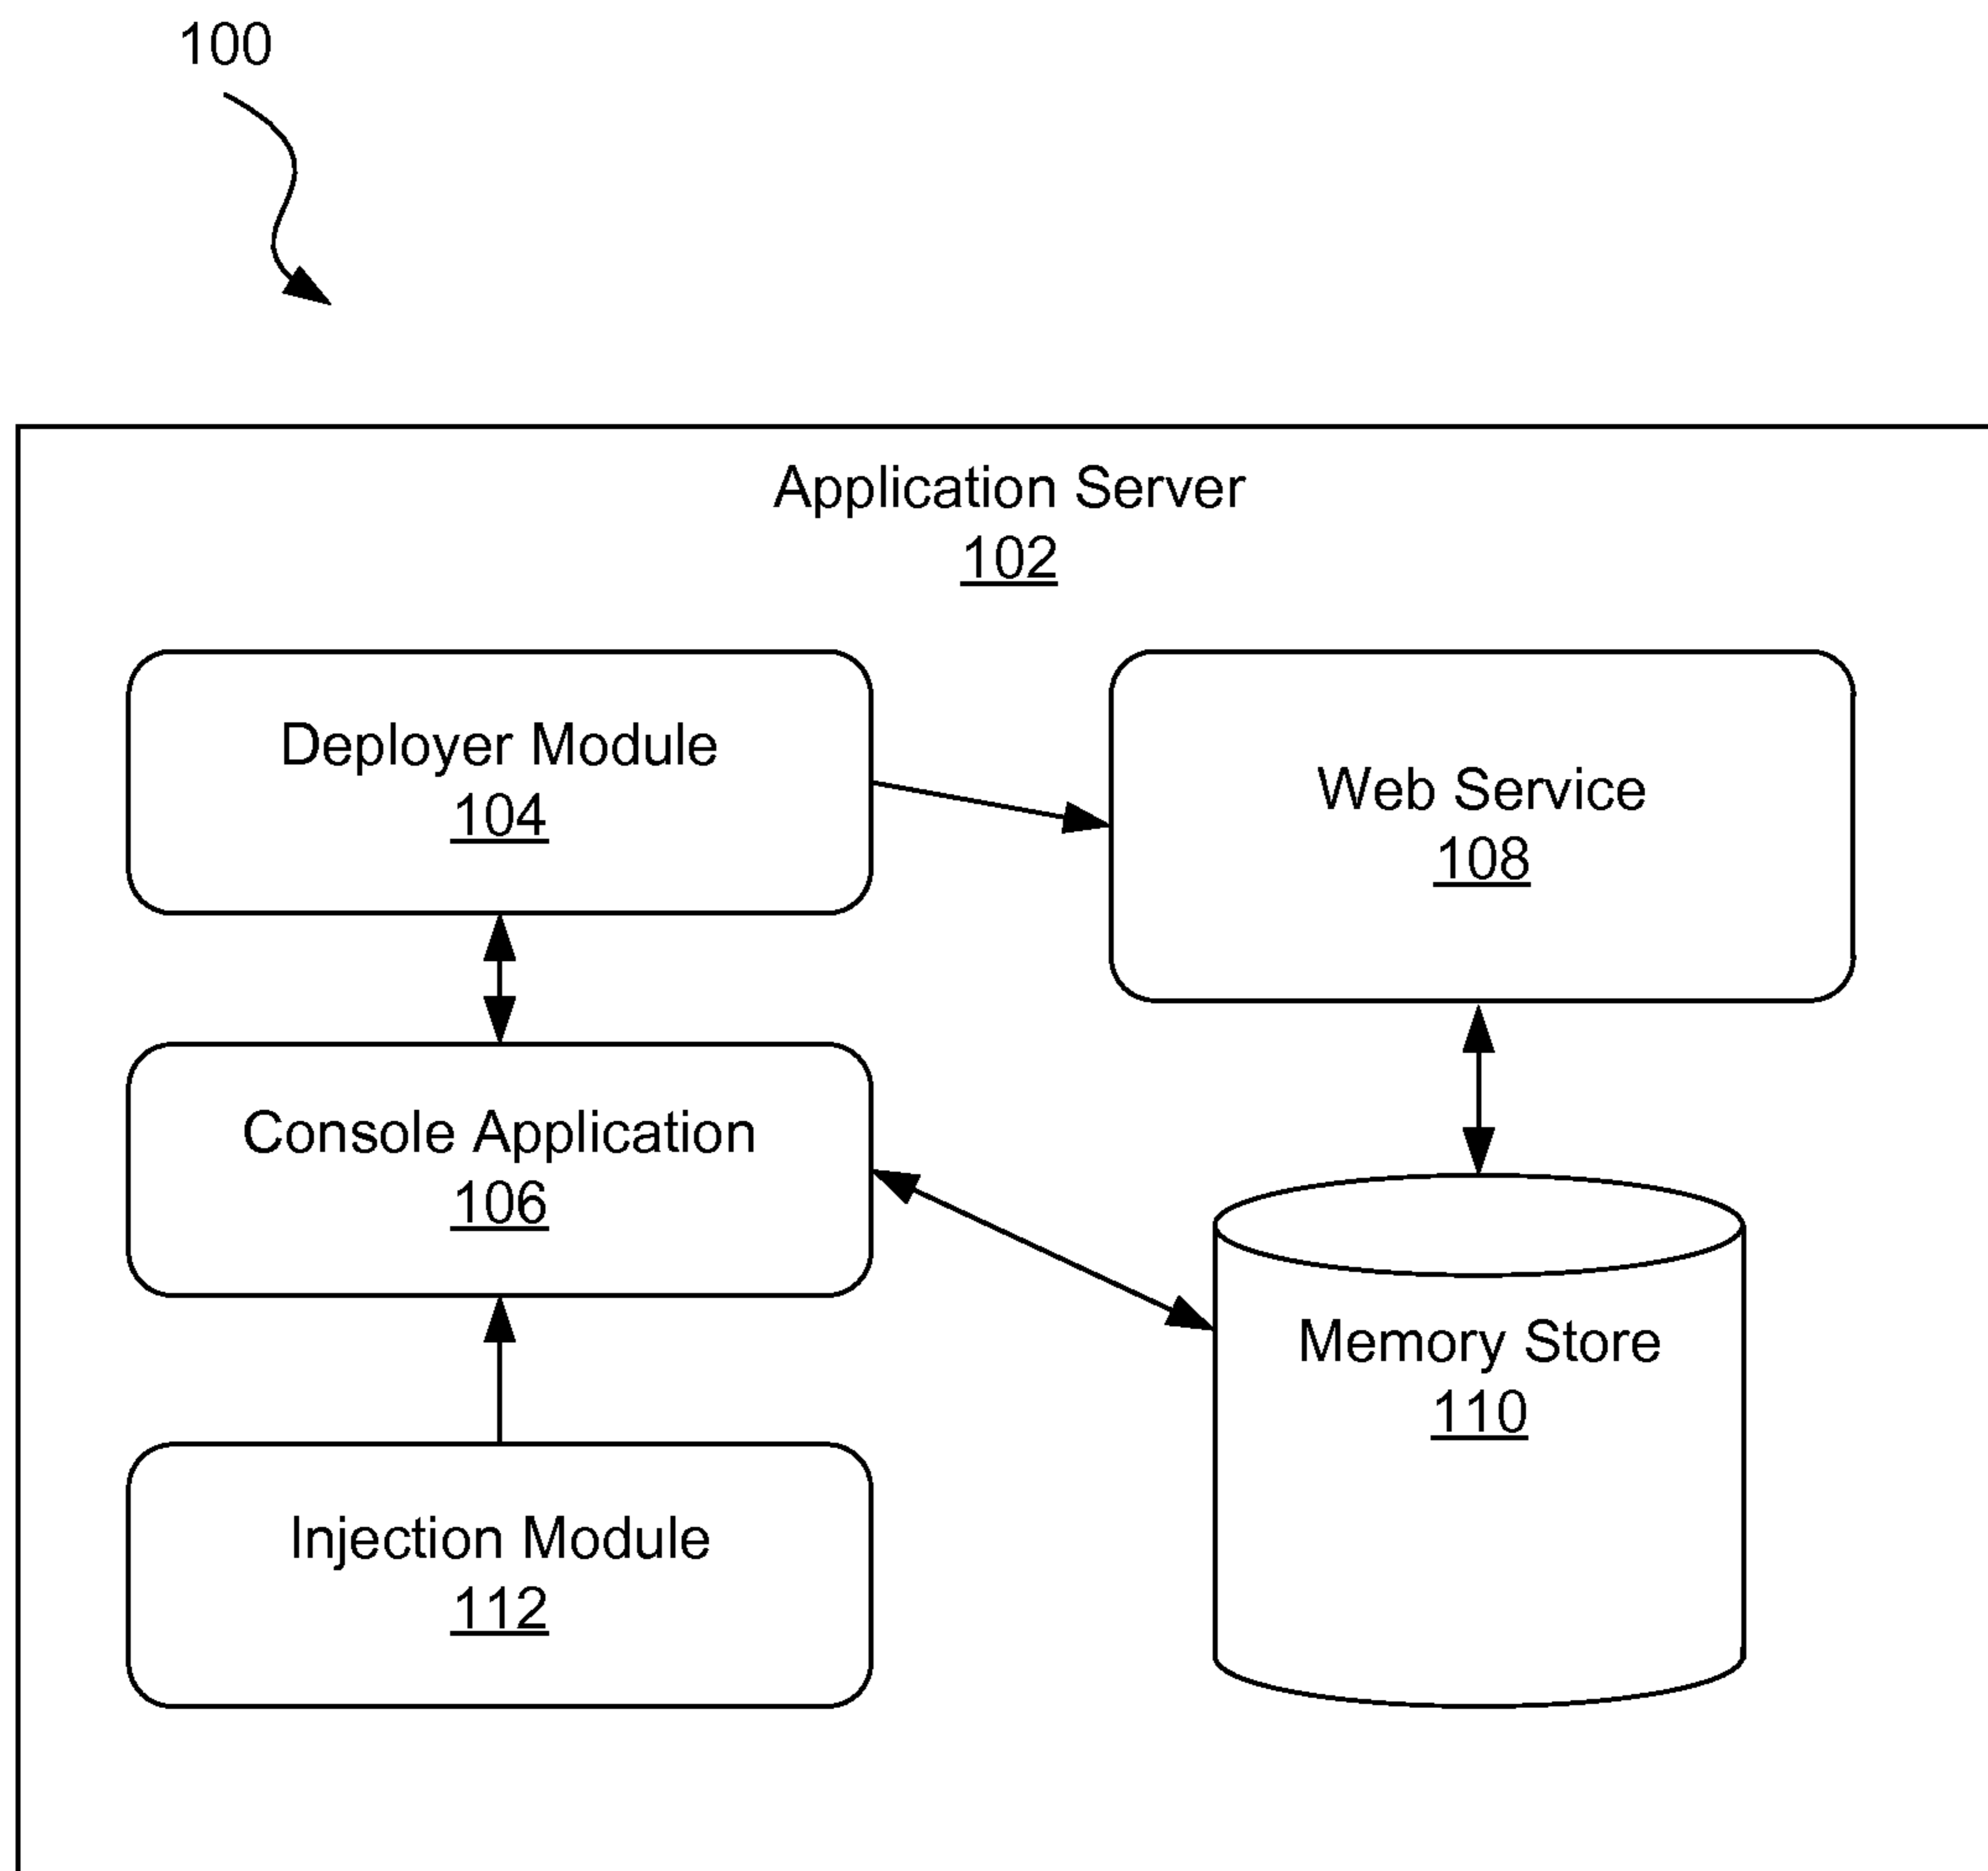 100
Application Server
102
Deployer Module
104
Web Service
108
Console Application
106
Memory Store
110
Injection Module
112